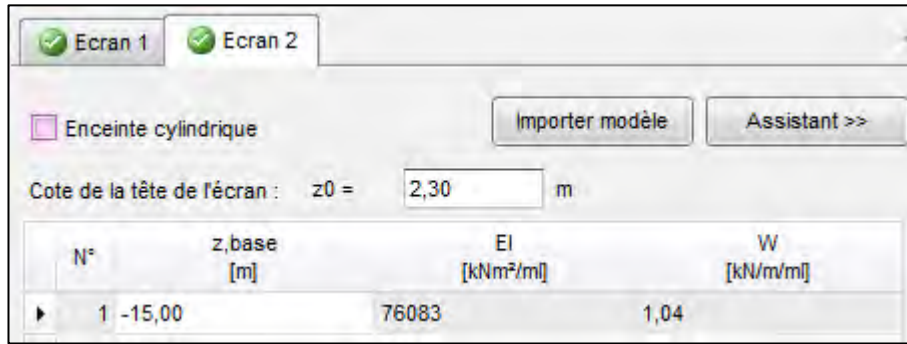 Ecran 1 Ecran 2
Enceinte cylindrique Importer modèle Assistant >>
Cote de la tête de l'écran : z0 = 2,30 m
N° z,base EI W
[m] [kNm²/ml] [kN/m/ml]
1 -15,00 76083 1,04